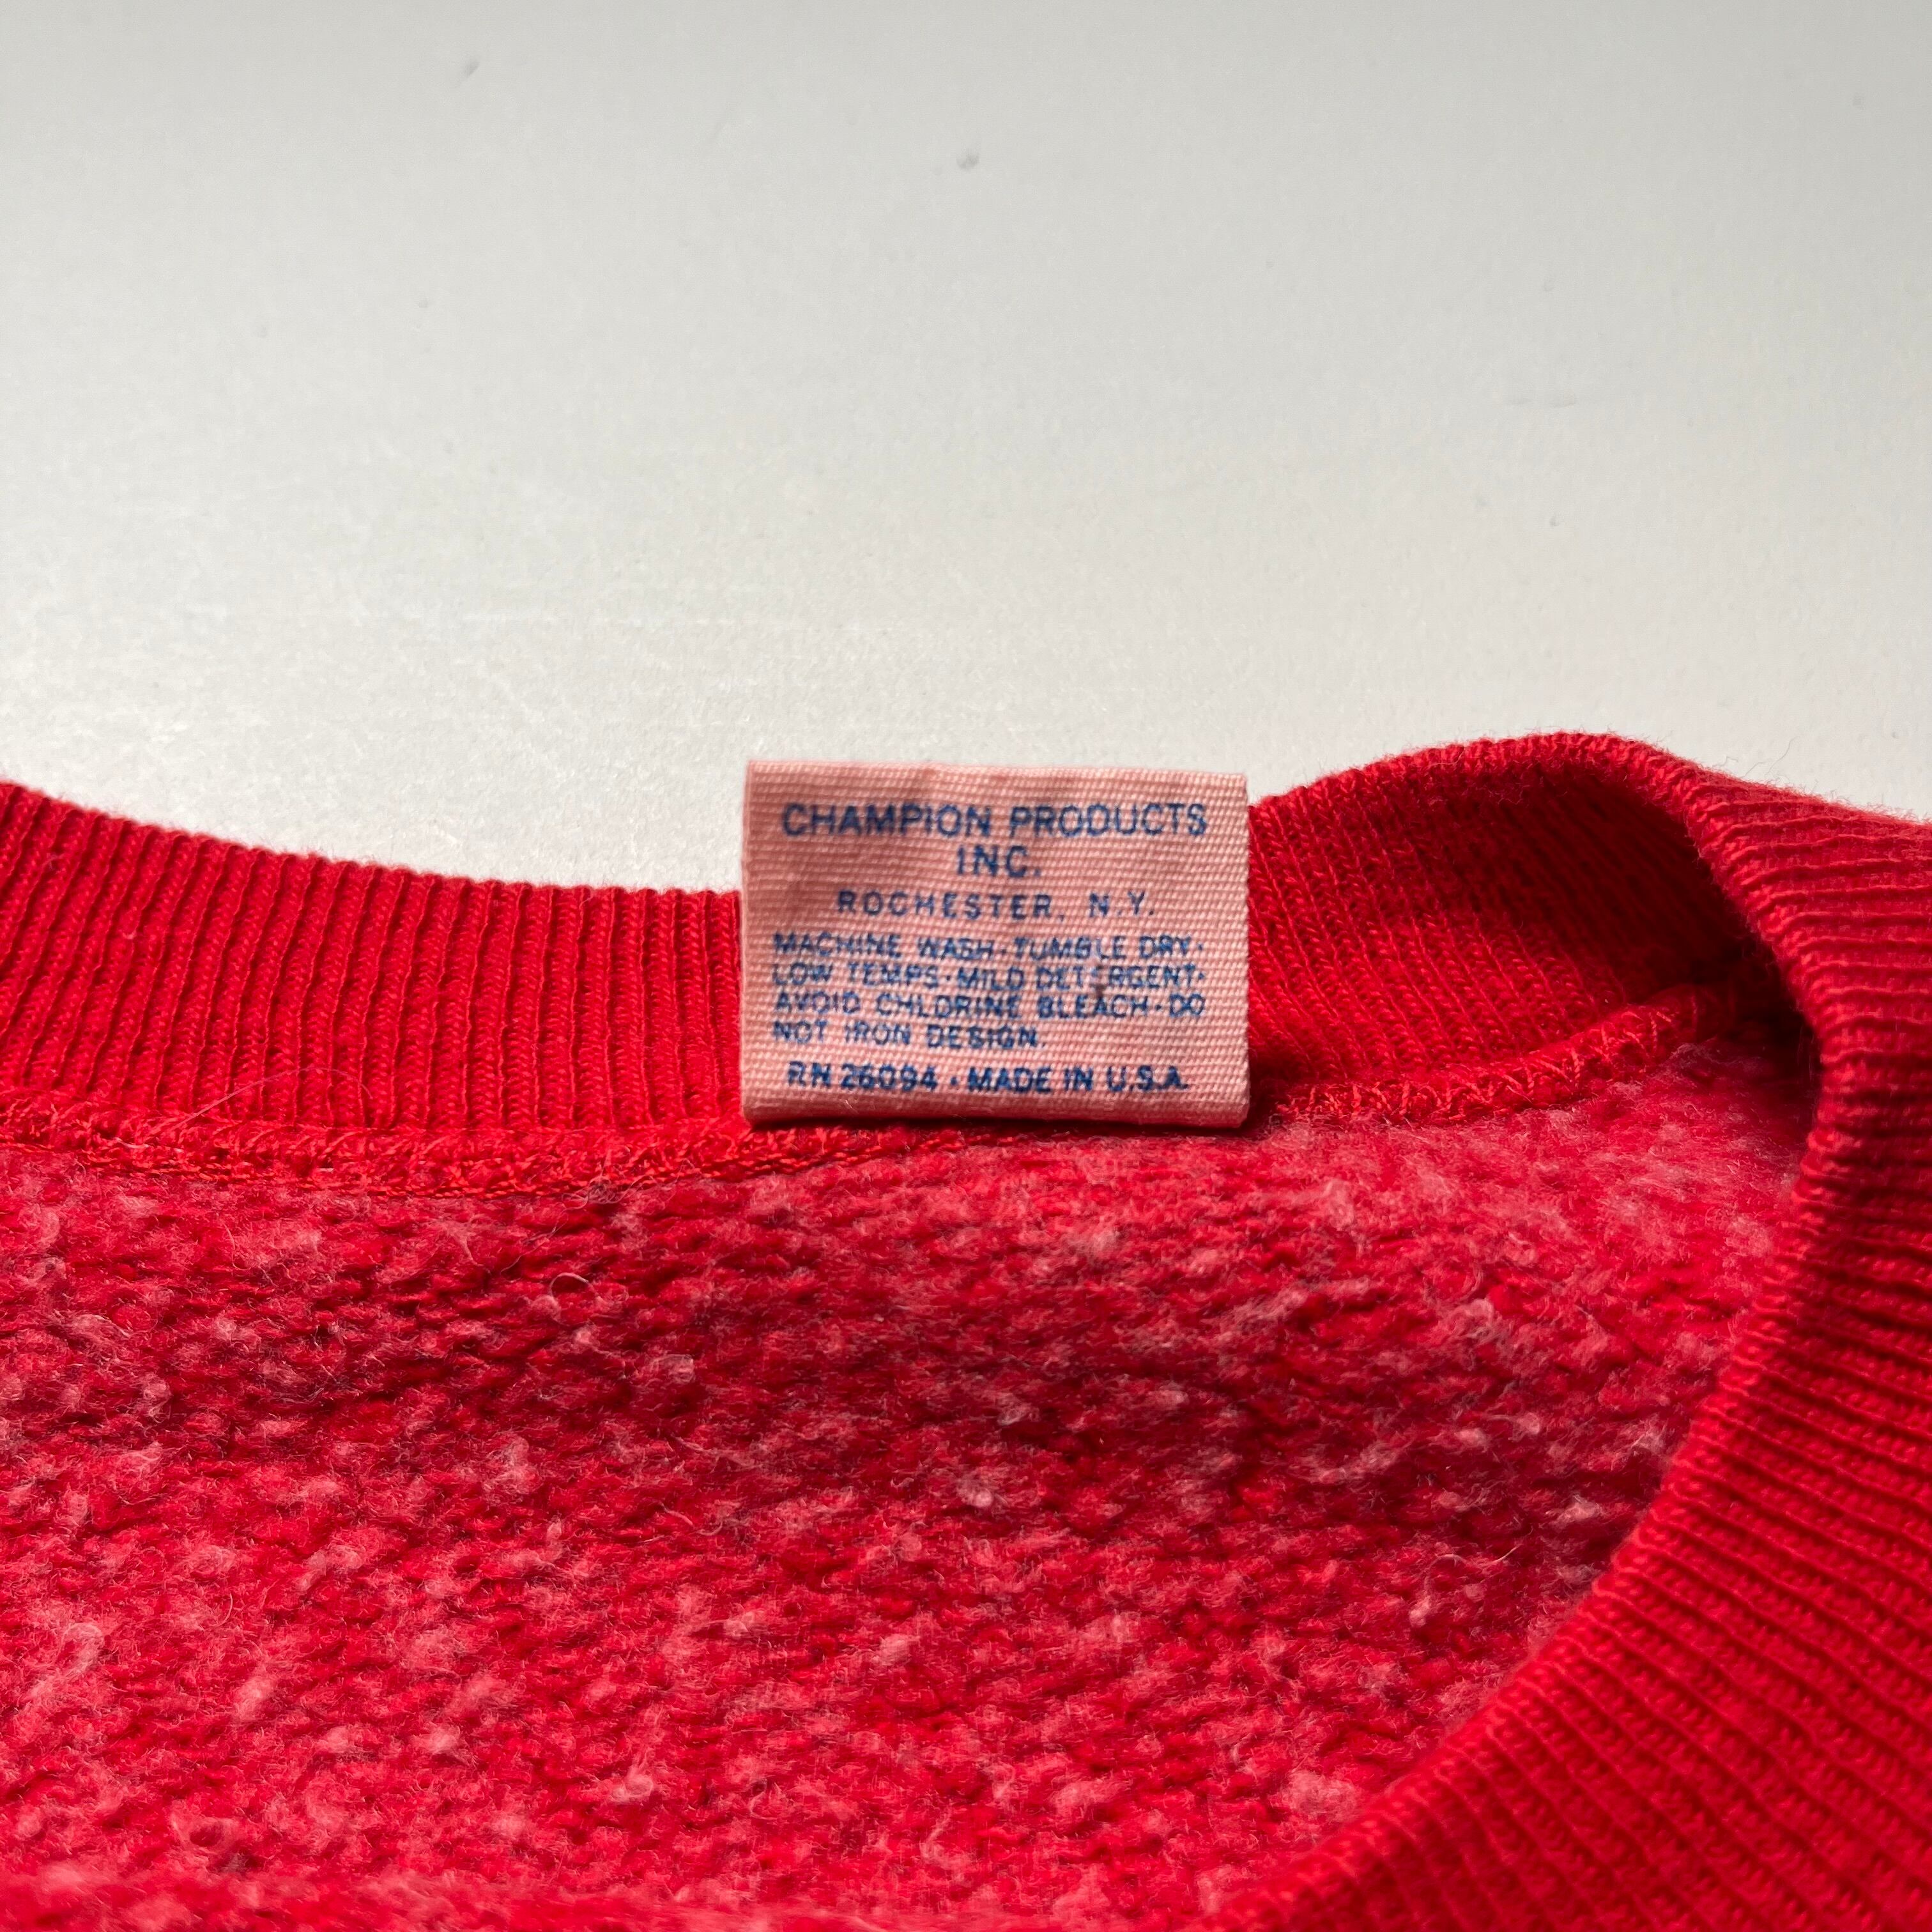 CHAMPION PRODUCTS
INC.
ROCHESTER, N.Y.
MACHINE WASH·TUMBLE DRY·
LOW TEMPS·MILD DETERGENT·
AVOID CHLORINE BLEACH·DO
NOT IRON DESIGN.
RN 26094 · MADE IN U.S.A.